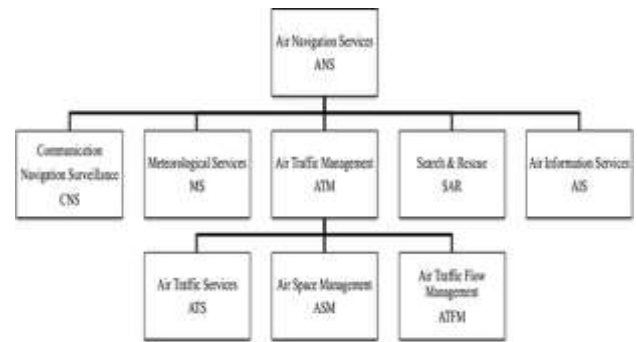 Air Navigation Services
ANS
Communication
Navigation Surveillance
CNS
Meteorological Services
MS
Air Traffic Management
ATM
Search & Rescue
SAR
Air Information Services
AIS
Air Traffic Services
ATS
Air Space Management
ASM
Air Traffic Flow
Management
ATFM